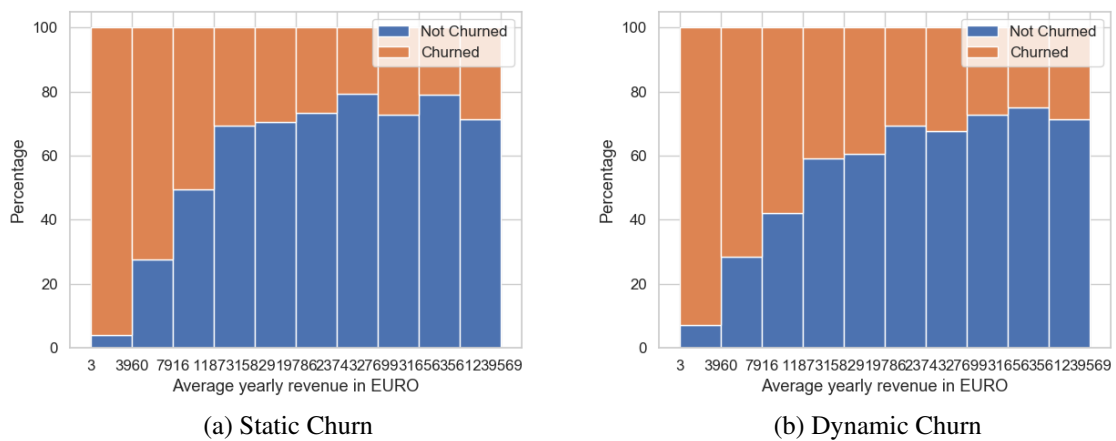 100
80
60
40
20
0
Percentage
Not Churned
Churned
3 3960 7916 11873 15829 19786 23743 27699 31656 35612 39569
Average yearly revenue in EURO
(a) Static Churn
100
80
60
40
20
0
Percentage
Not Churned
Churned
3 3960 7916 11873 15829 19786 23743 27699 31656 35612 39569
Average yearly revenue in EURO
(b) Dynamic Churn